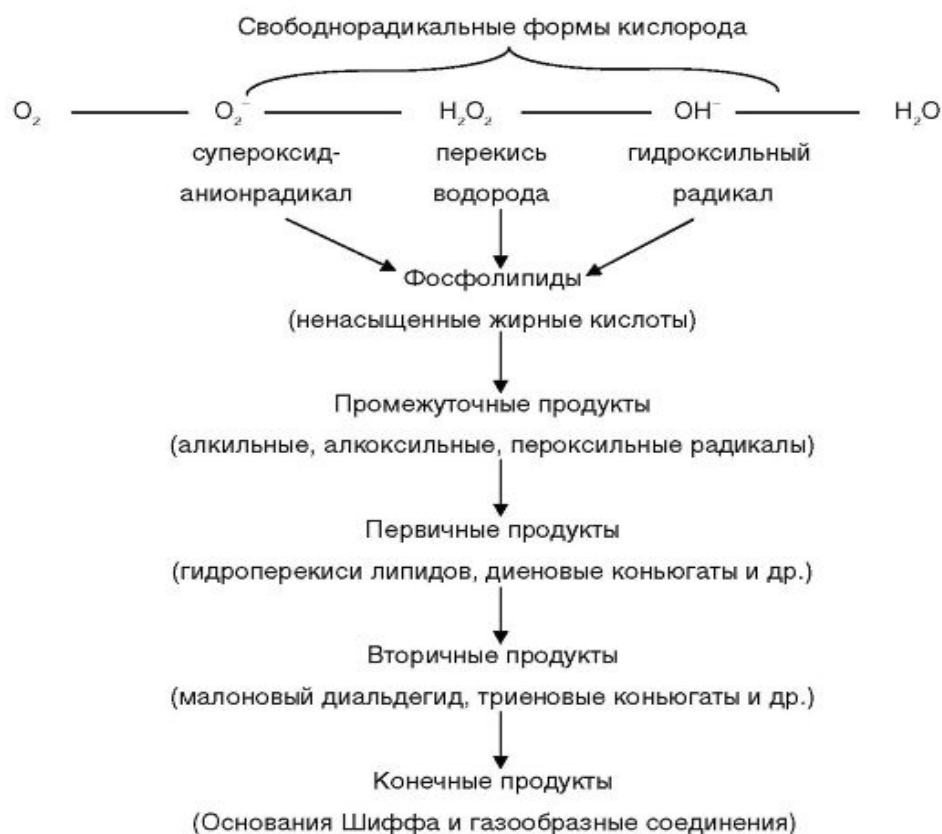 Свободнорадикальные формы кислорода
O₂ O₂⁻ H₂O₂ OH⁻ H₂O
супероксид- перекись гидроксильный
анионрадикал водорода радикал
Фосфолипиды
(ненасыщенные жирные кислоты)
Промежуточные продукты
(алкильные, алкоксильные, пероксильные радикалы)
Первичные продукты
(гидроперекиси липидов, диеновые коньюгаты и др.)
Вторичные продукты
(малоновый диальдегид, триеновые коньюгаты и др.)
Конечные продукты
(Основания Шиффа и газообразные соединения)